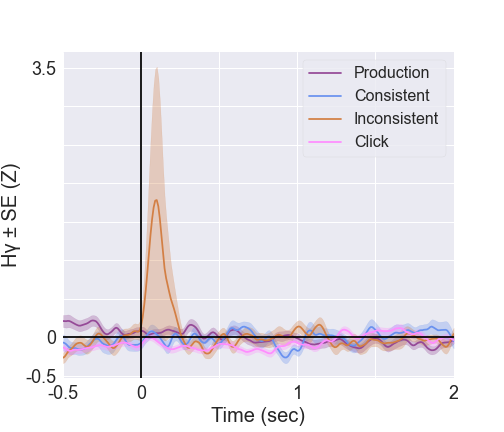 Hγ ± SE (Z)
3.5
0
-0.5
Production
Consistent
Inconsistent
Click
-0.5 0 1 2
Time (sec)